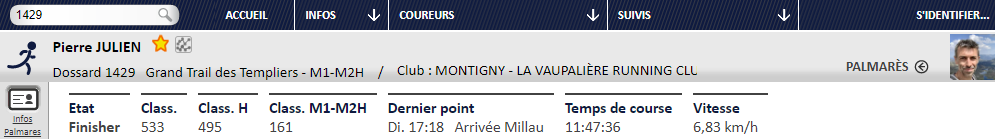 1429 ACCUEIL INFOS COUREURS SUIVIS S'IDENTIFIER...
Pierre JULIEN
Dossard 1429 Grand Trail des Templiers - M1-M2H / Club : MONTIGNY - LA VAUPALIÈRE RUNNING CLU PALMARÈS
Infos
Palmares
Etat Class. Class. H Class. M1-M2H Dernier point Temps de course Vitesse
Finisher 533 495 161 Di. 17:18 Arrivée Millau 11:47:36 6,83 km/h